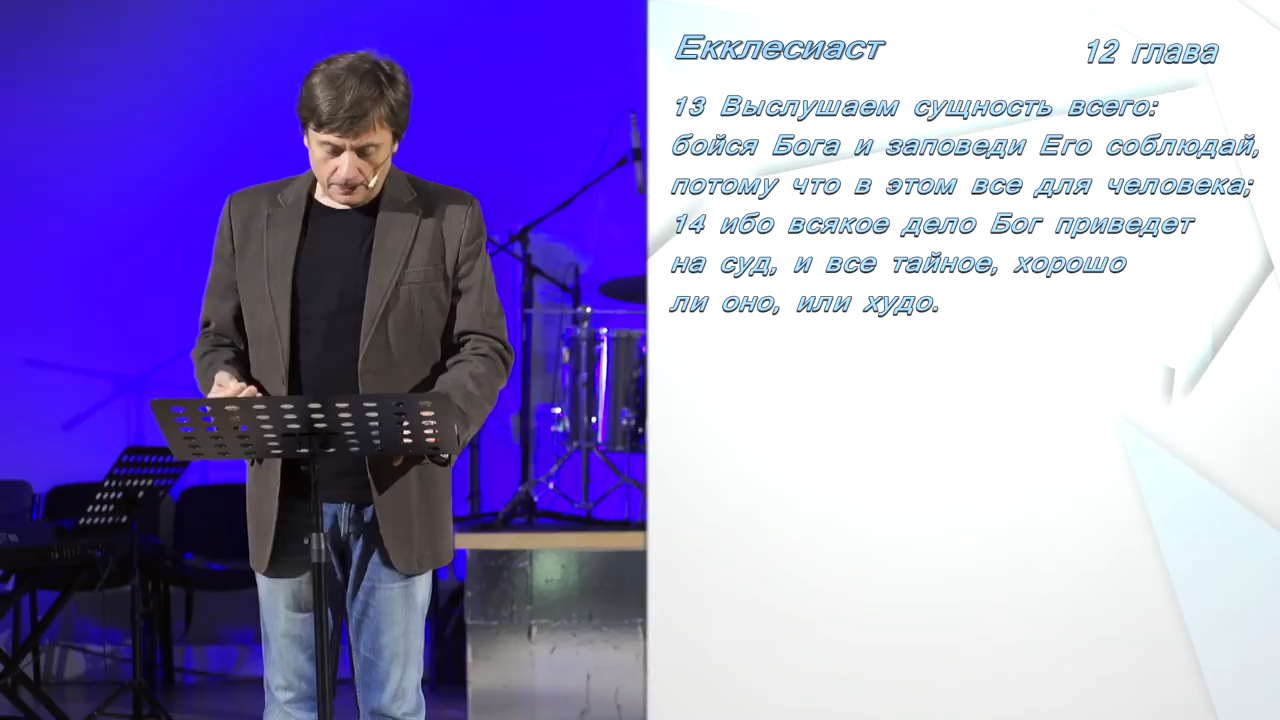 Екклесиаст 12 глава
13 Выслушаем сущность всего:
бойся Бога и заповеди Его соблюдай,
потому что в этом все для человека;
14 ибо всякое дело Бог приведет
на суд, и все тайное, хорошо
ли оно, или худо.